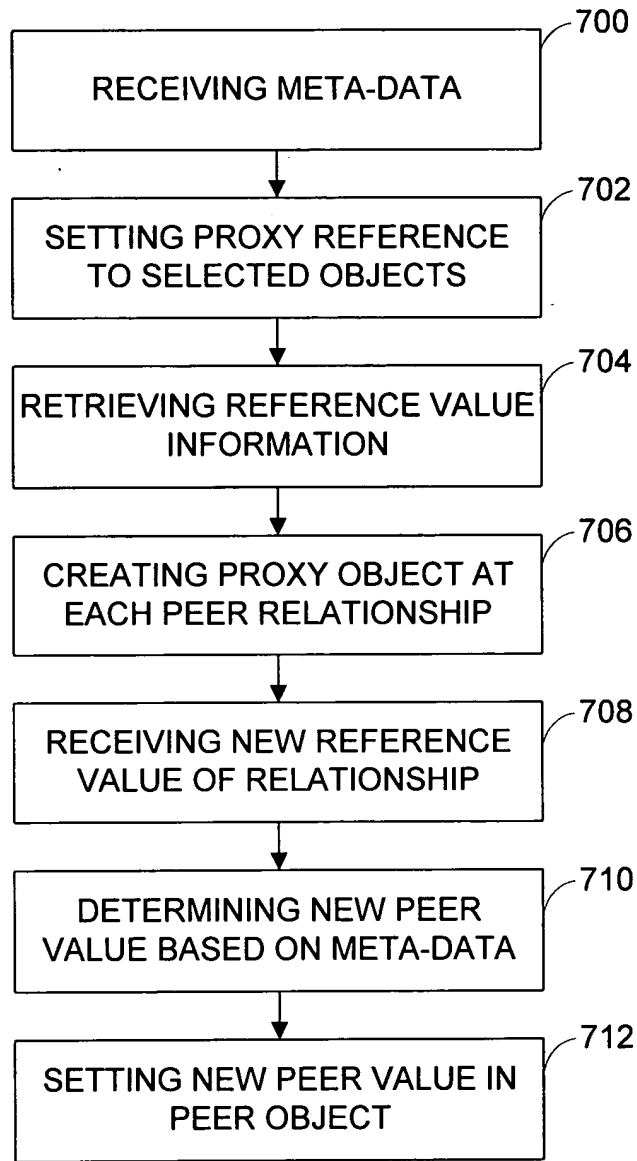 700
RECEIVING META-DATA
702
SETTING PROXY REFERENCE
TO SELECTED OBJECTS
704
RETRIEVING REFERENCE VALUE
INFORMATION
706
CREATING PROXY OBJECT AT
EACH PEER RELATIONSHIP
708
RECEIVING NEW REFERENCE
VALUE OF RELATIONSHIP
710
DETERMINING NEW PEER
VALUE BASED ON META-DATA
712
SETTING NEW PEER VALUE IN
PEER OBJECT